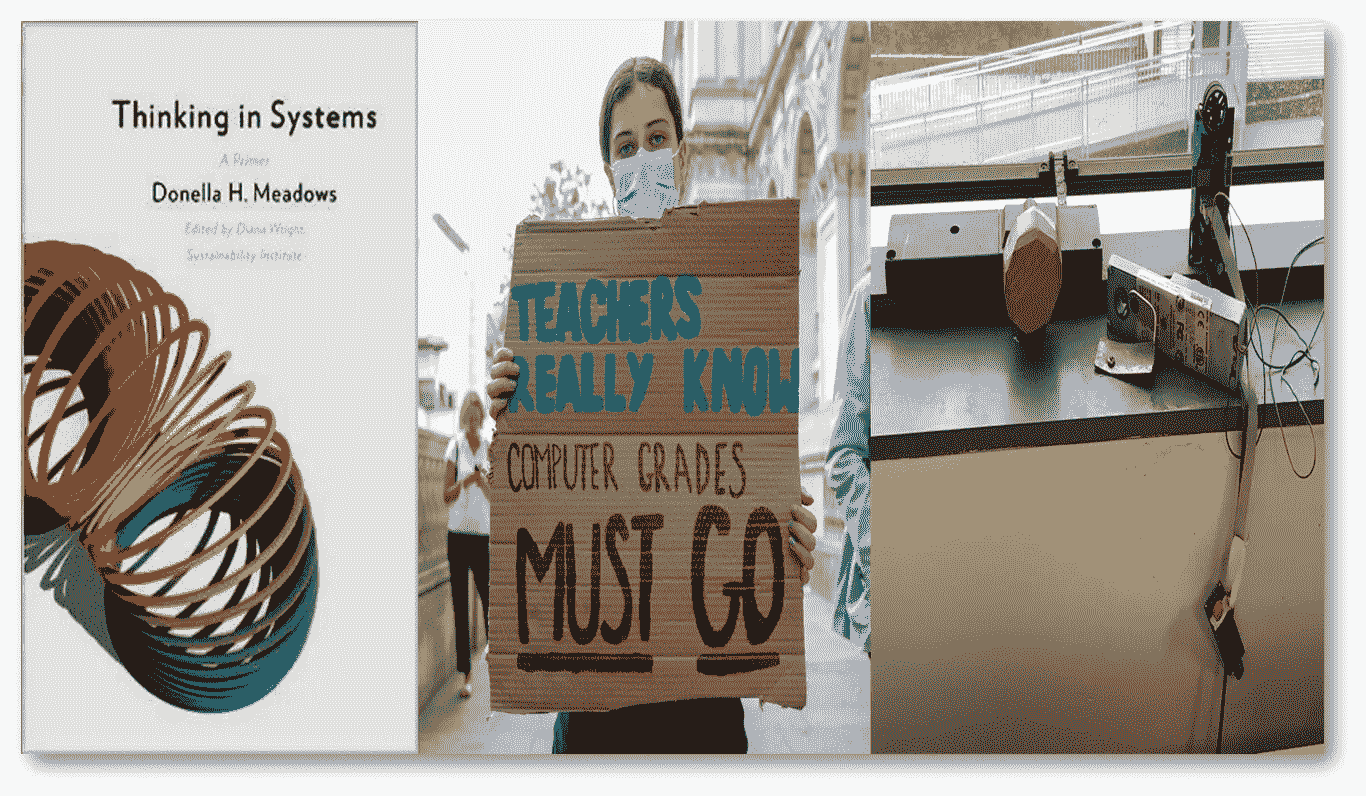 Thinking in Systems
A Primer
Donella H. Meadows
Edited by Diana Wright,
Sustainability Institute
TEACHERS
REALLY KNOW
COMPUTER GRADES
MUST GO